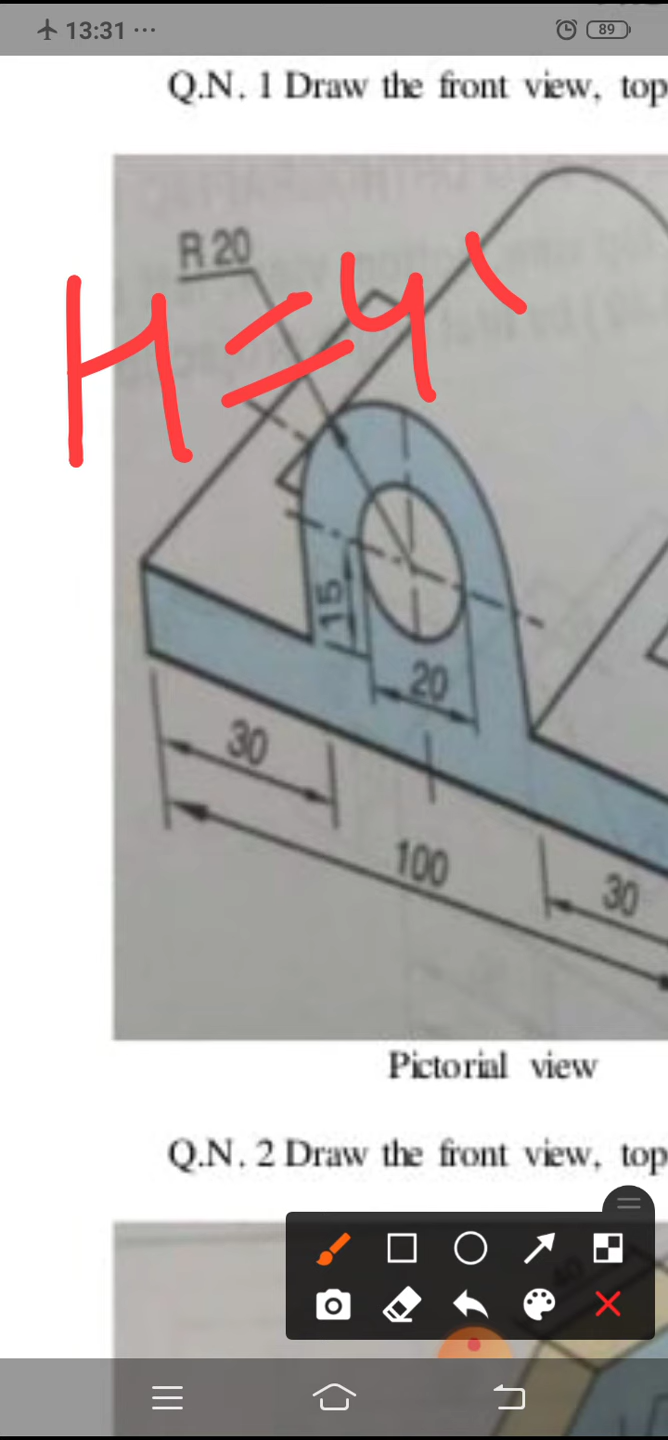 13:31 ...
89
Q.N. 1 Draw the front view, top
R 20
H = 4
15
20
30
100
30
Pictorial view
Q.N. 2 Draw the front view, top
40